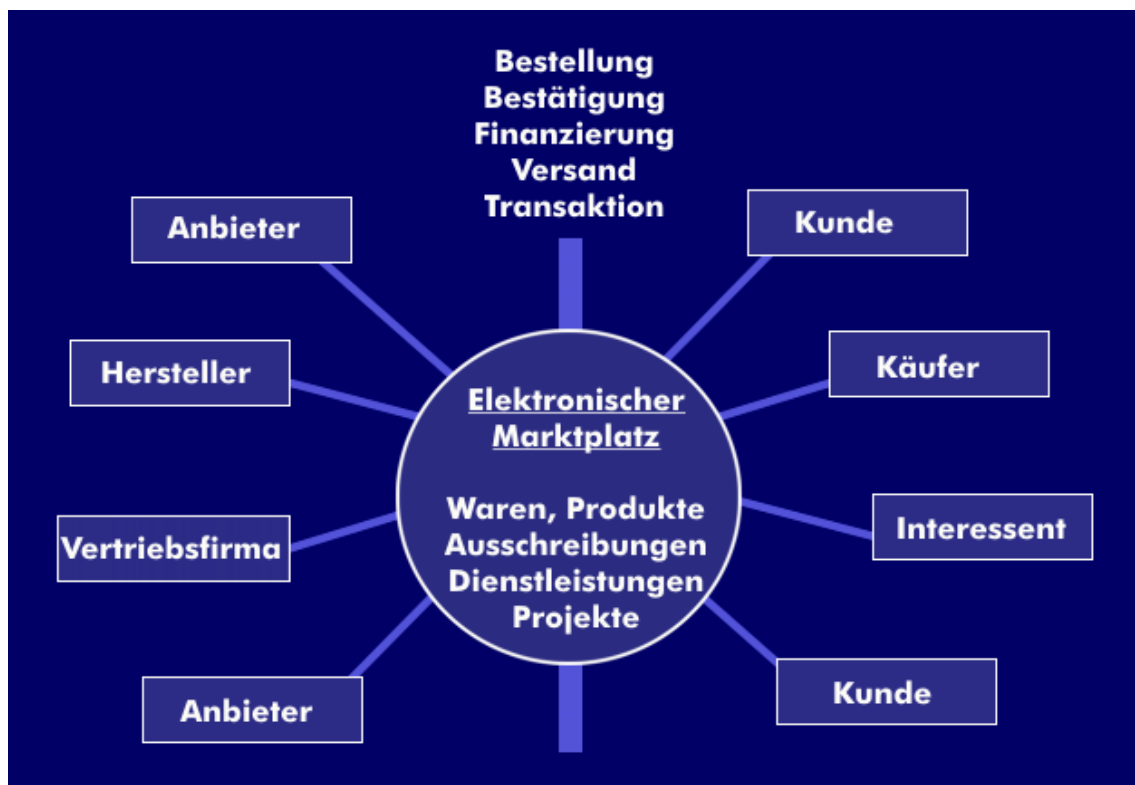 Bestellung
Bestätigung
Finanzierung
Versand
Transaktion
Anbieter
Kunde
Hersteller
Käufer
Elektronischer
Marktplatz
Waren, Produkte
Ausschreibungen
Dienstleistungen
Projekte
Vertriebsfirma
Interessent
Anbieter
Kunde